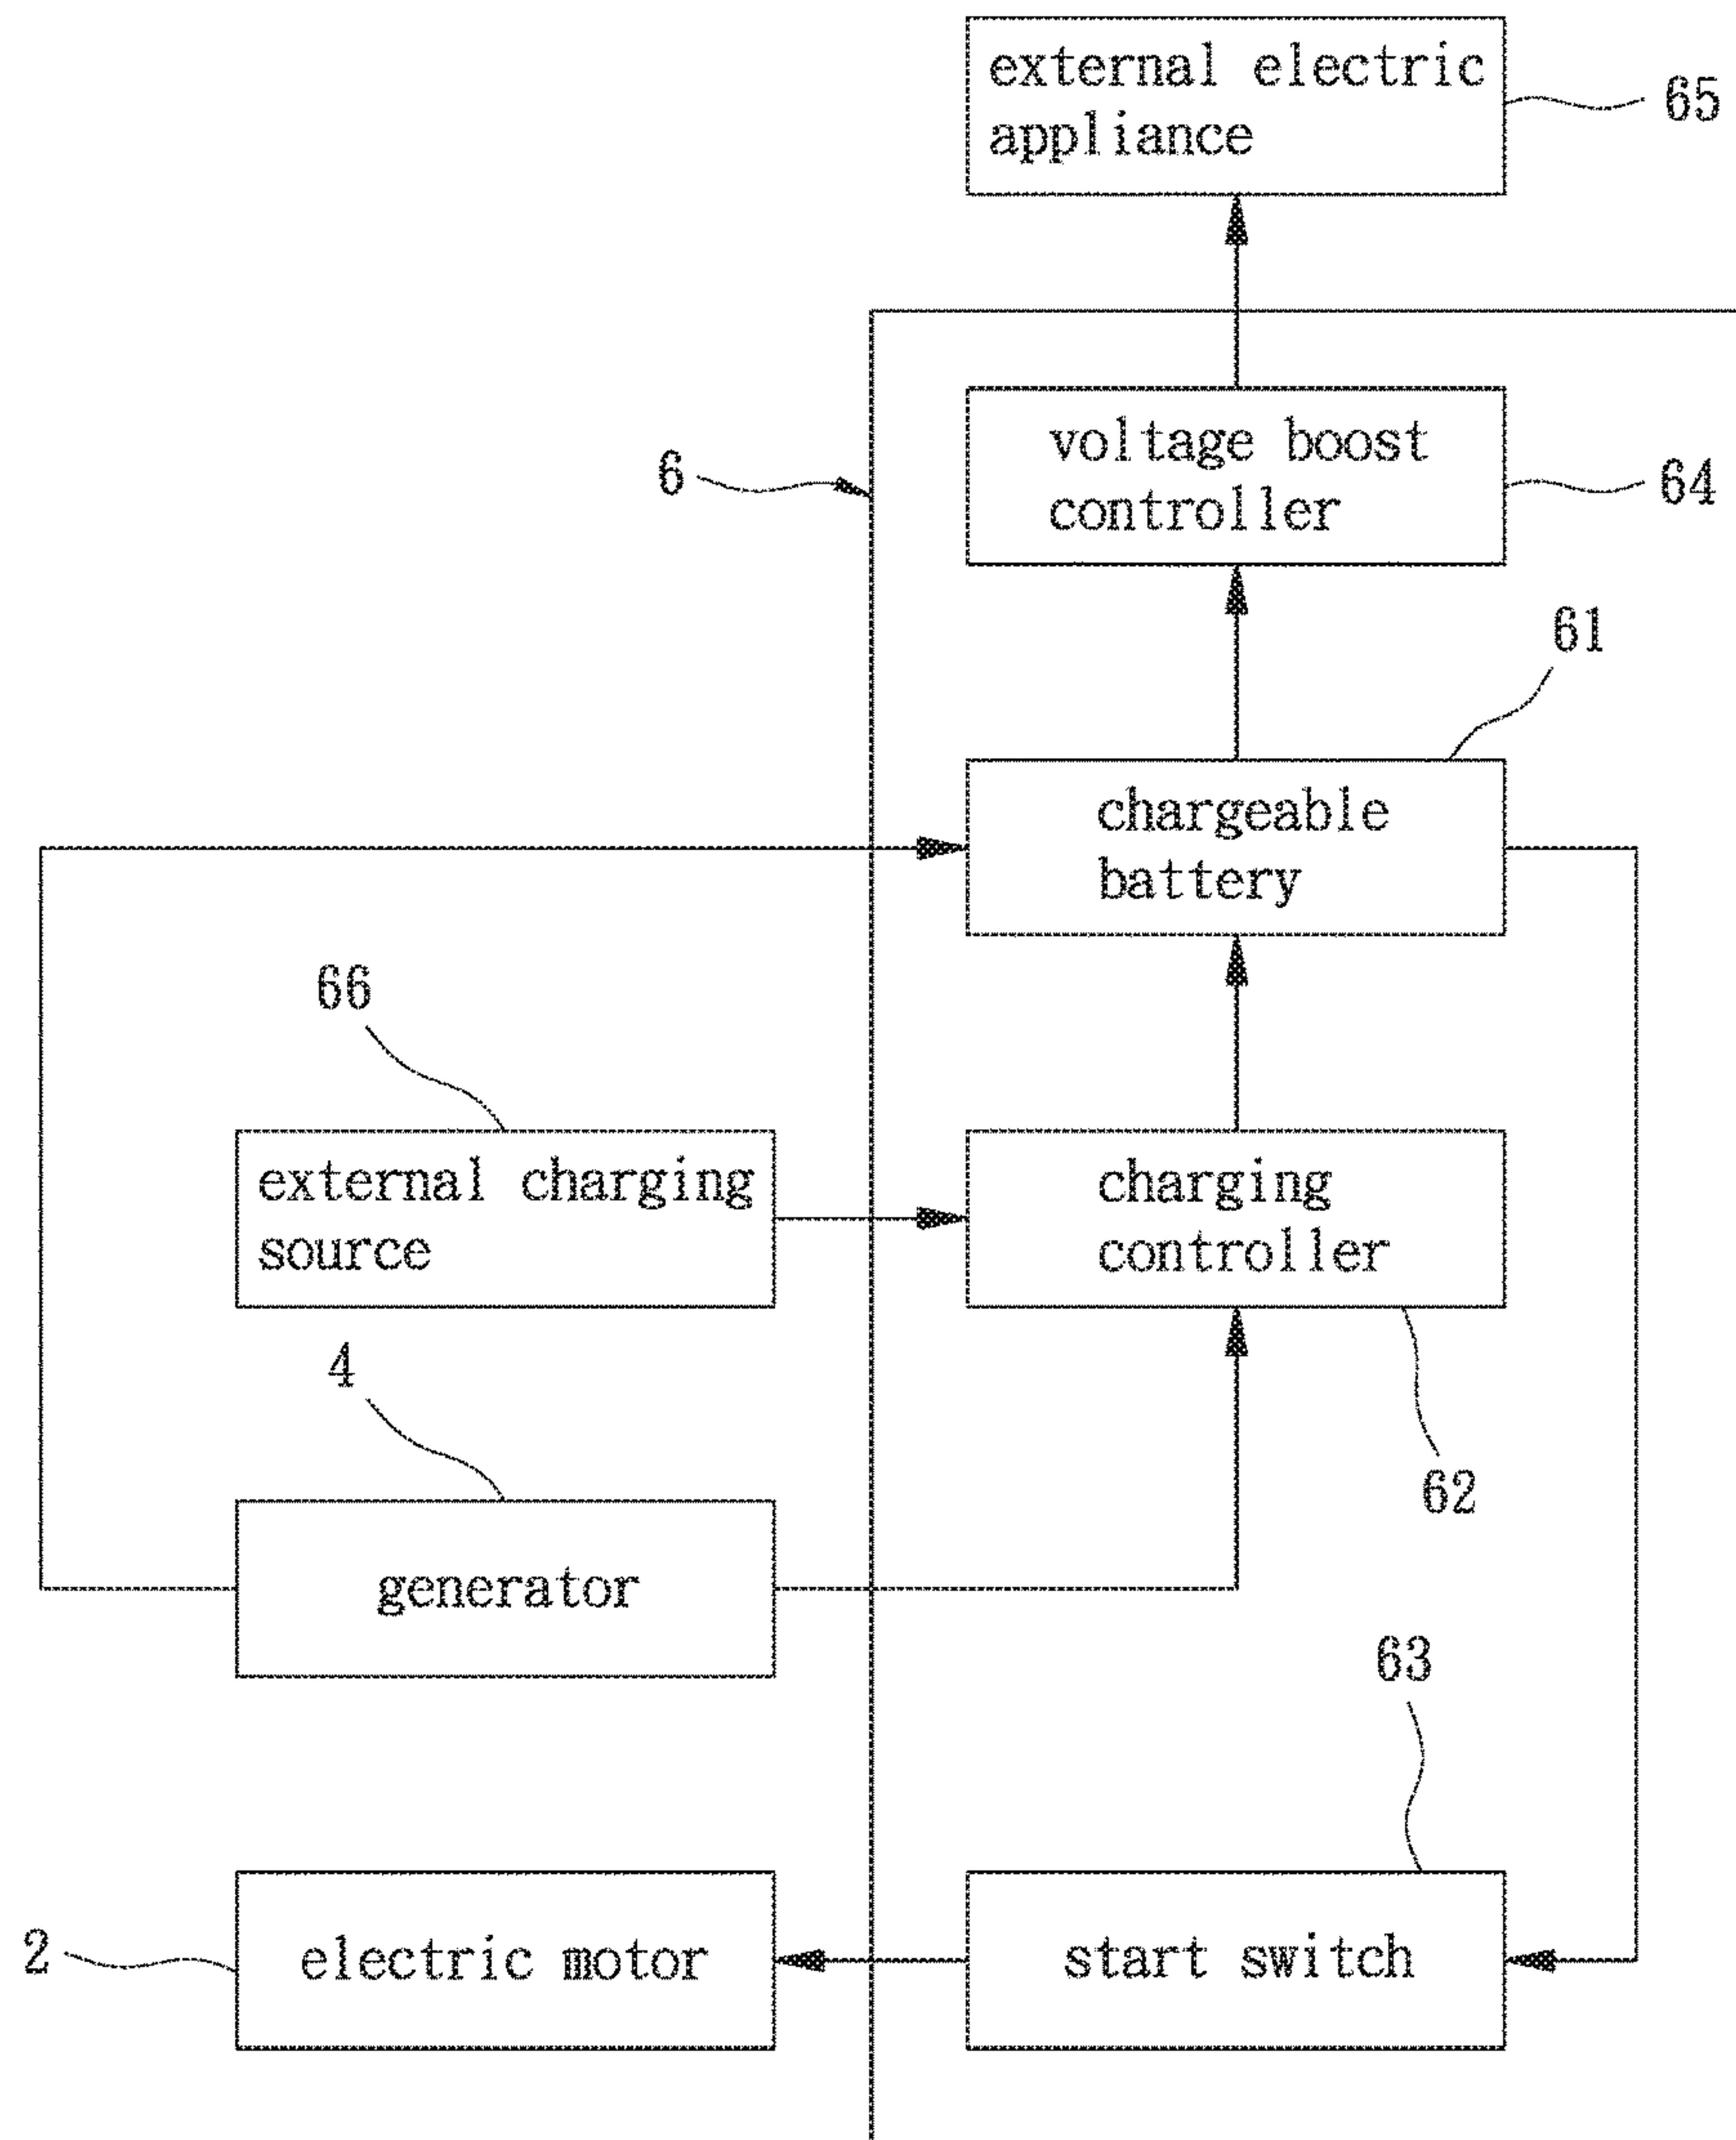 external electric
appliance
65
voltage boost
controller
6
64
61
chargeable
battery
66
external charging
source
charging
controller
4
62
generator
63
2
electric motor
start switch